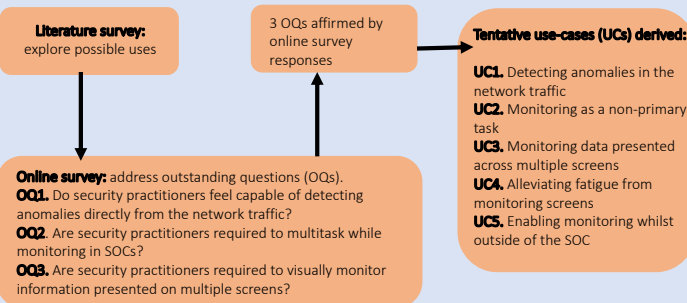 Literature survey:
explore possible uses
3 OQs affirmed by
online survey
responses
Tentative use-cases (UCs) derived:
UC1. Detecting anomalies in the
network traffic
UC2. Monitoring as a non-primary
task
UC3. Monitoring data presented
across multiple screens
UC4. Alleviating fatigue from
monitoring screens
UC5. Enabling monitoring whilst
outside of the SOC
Online survey: address outstanding questions (OQs).
OQ1. Do security practitioners feel capable of detecting
anomalies directly from the network traffic?
OQ2. Are security practitioners required to multitask while
monitoring in SOCs?
OQ3. Are security practitioners required to visually monitor
information presented on multiple screens?